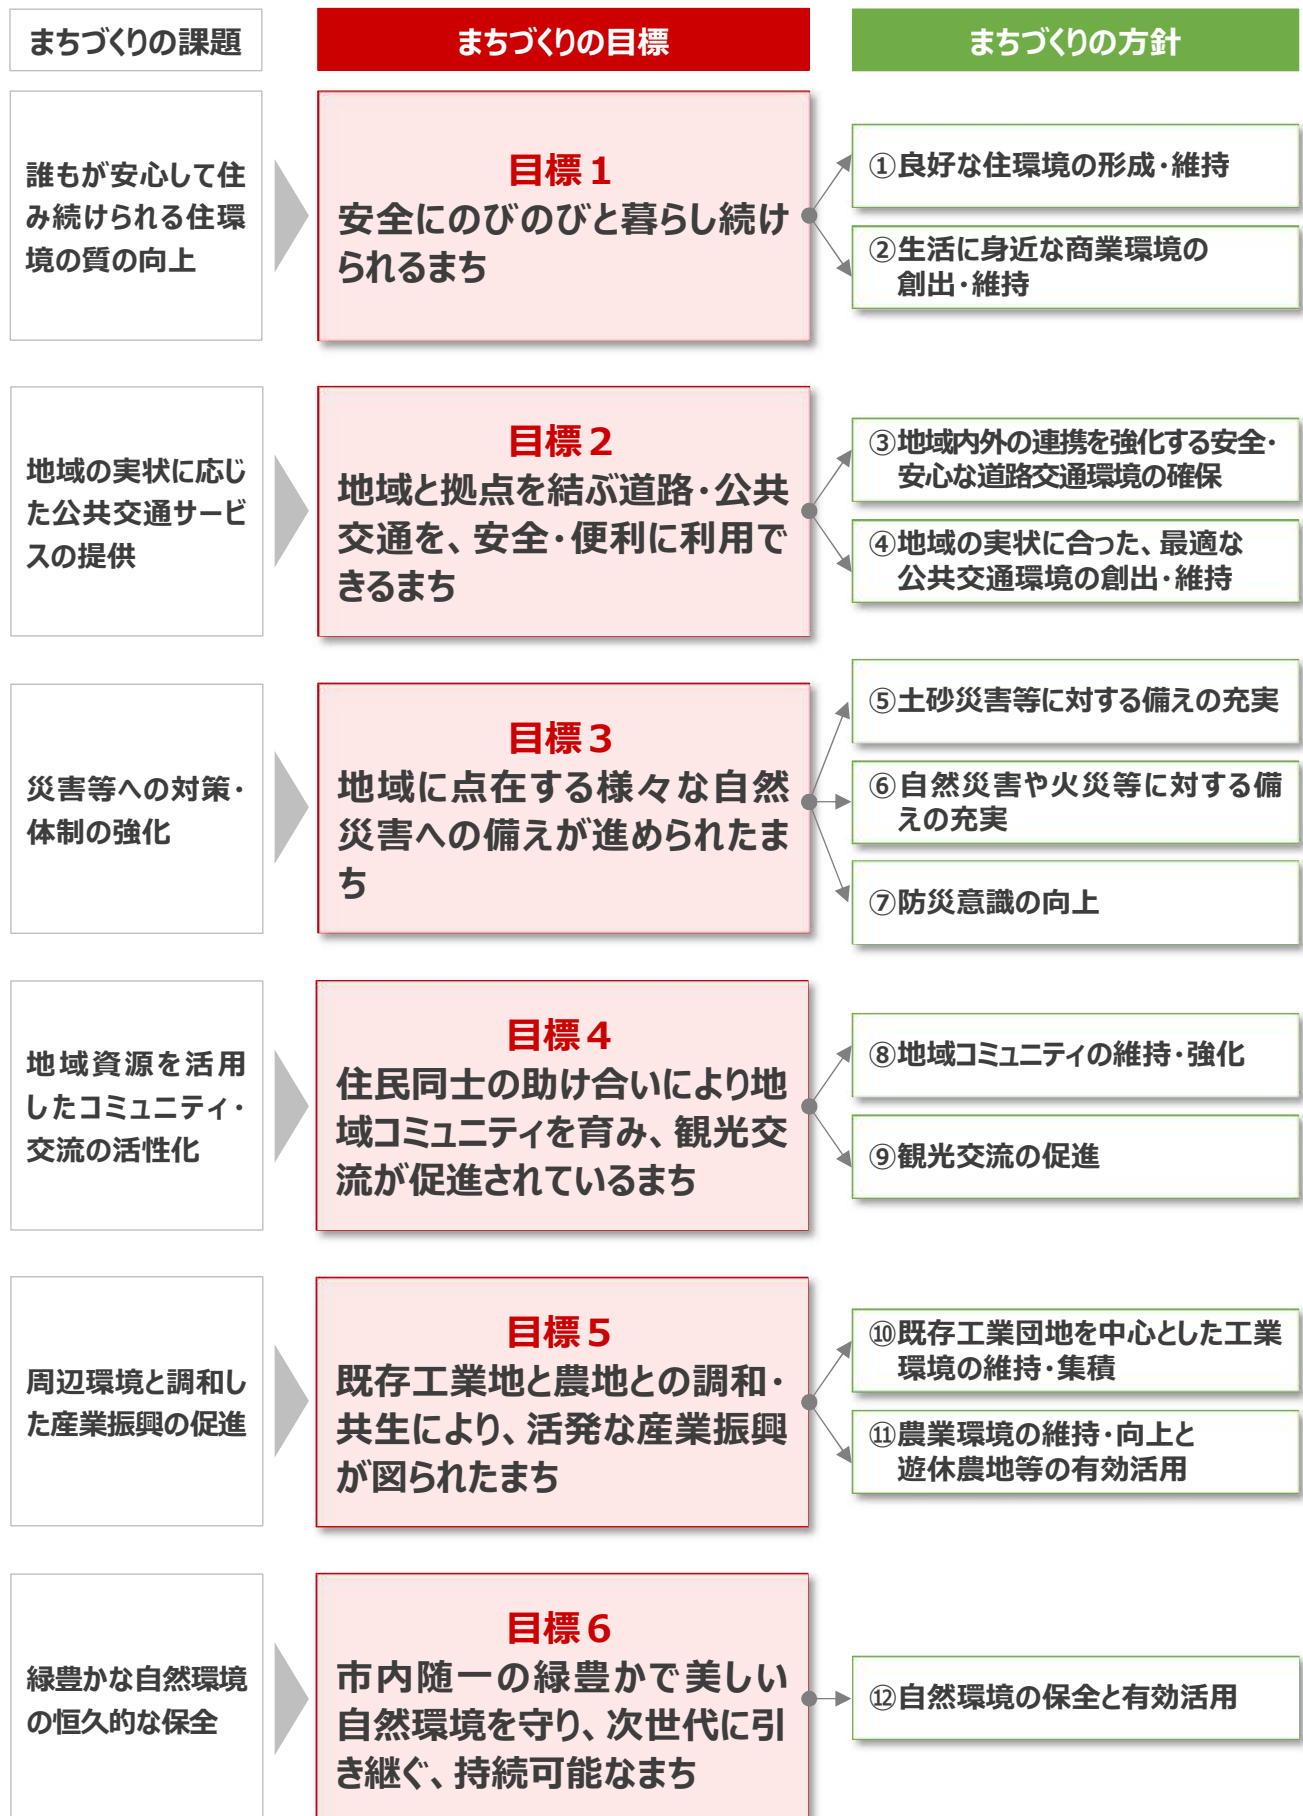 まちづくりの課題
まちづくりの目標
まちづくりの方針
誰もが安心して住
み続けられる住環
境の質の向上
目標1
安全にのびのびと暮らし続け
られるまち
①良好な住環境の形成・維持
②生活に身近な商業環境の
創出・維持
地域の実状に応じ
た公共交通サービ
スの提供
目標2
地域と拠点を結ぶ道路・公共
交通を、安全・便利に利用で
きるまち
③地域内外の連携を強化する安全・
安心な道路交通環境の確保
④地域の実状に合った、最適な
公共交通環境の創出・維持
災害等への対策・
体制の強化
目標3
地域に点在する様々な自然
災害への備えが進められたま
ち
⑤土砂災害等に対する備えの充実
⑥自然災害や火災等に対する備
えの充実
⑦防災意識の向上
地域資源を活用
したコミュニティ・
交流の活性化
目標4
住民同士の助け合いにより地
域コミュニティを育み、観光交
流が促進されているまち
⑧地域コミュニティの維持・強化
⑨観光交流の促進
周辺環境と調和し
た産業振興の促進
目標5
既存工業地と農地との調和・
共生により、活発な産業振興
が図られたまち
⑩既存工業団地を中心とした工業
環境の維持・集積
⑪農業環境の維持・向上と
遊休農地等の有効活用
緑豊かな自然環境
の恒久的な保全
目標6
市内随一の緑豊かで美しい
自然環境を守り、次世代に引
き継ぐ、持続可能なまち
⑫自然環境の保全と有効活用